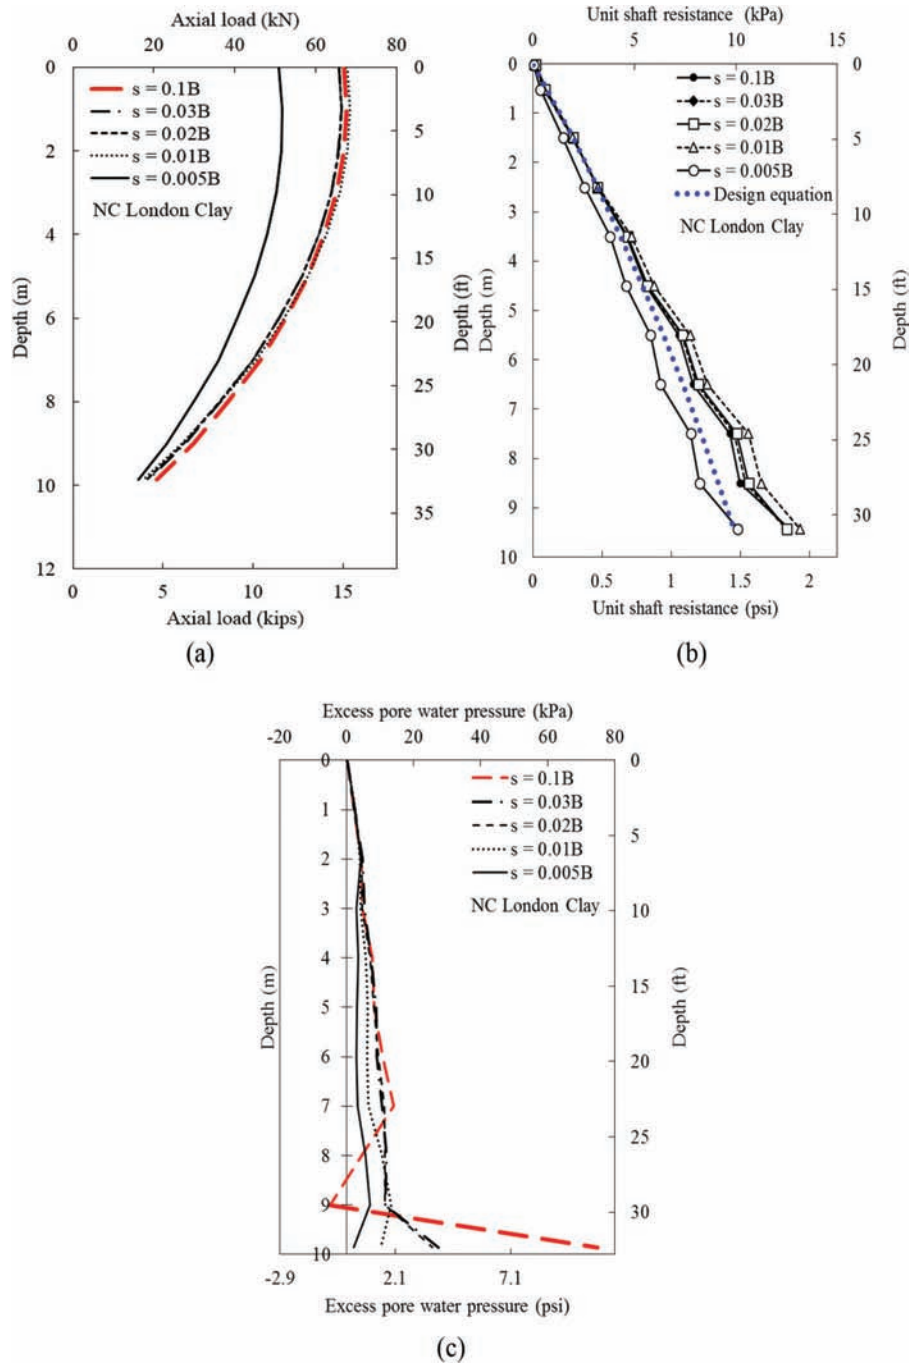 Axial load (kN)
0 20 40 60 80
0 0
s = 0.1B
s = 0.03B
s = 0.02B
s = 0.01B
s = 0.005B
NC London Clay
2 4 6 8 10 12
5 10 15 20 25 30 35
Depth (m)
Depth (ft)
0 5 10 15
Axial load (kips)
(a)
Unit shaft resistance (kPa)
0 5 10 15
0 0
s = 0.1B
s = 0.03B
s = 0.02B
s = 0.01B
s = 0.005B
Design equation
NC London Clay
1 2 3 4 5 6 7 8 9 10
5 10 15 20 25 30
Depth (m)
Depth (ft)
0 0.5 1 1.5 2
Unit shaft resistance (psi)
(b)
Excess pore water pressure (kPa)
-20 0 20 40 60 80
0 0
s = 0.1B
s = 0.03B
s = 0.02B
s = 0.01B
s = 0.005B
NC London Clay
1 2 3 4 5 6 7 8 9 10
5 10 15 20 25 30
Depth (m)
Depth (ft)
-2.9 2.1 7.1
Excess pore water pressure (psi)
(c)